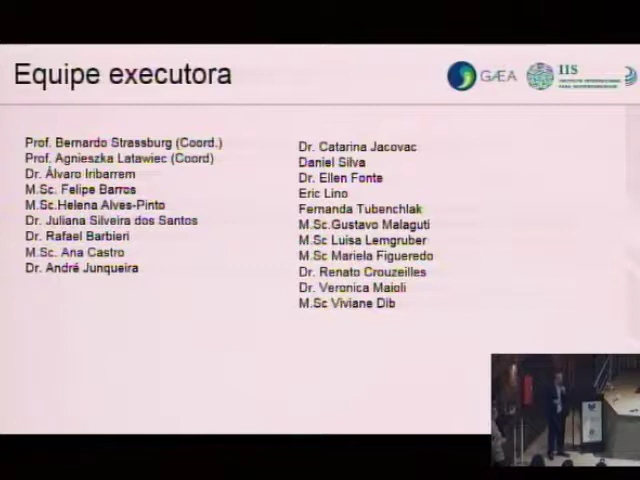 Equipe executora
GÆA
IIS
Prof. Bernardo Strassburg (Coord.)
Prof. Agnieszka Latawiec (Coord)
Dr. Álvaro Iribarrem
M.Sc. Felipe Barros
M.Sc.Helena Alves-Pinto
Dr. Juliana Silveira dos Santos
Dr. Rafael Barbieri
M.Sc. Ana Castro
Dr. André Junqueira
Dr. Catarina Jacovac
Daniel Silva
Dr. Ellen Fonte
Eric Lino
Fernanda Tubenchlak
M.Sc.Gustavo Malaguti
M.Sc Luisa Lemgruber
M.Sc Mariela Figueredo
Dr. Renato Crouzeilles
Dr. Veronica Maioli
M.Sc Viviane Dib